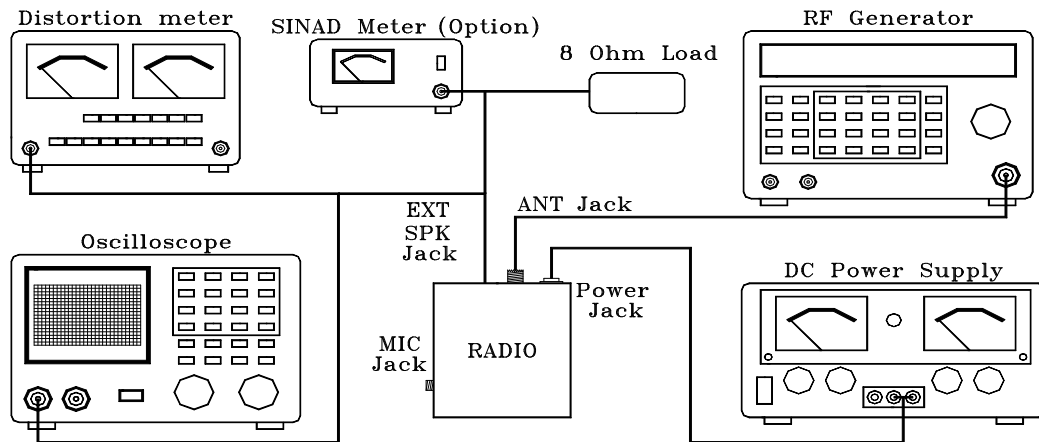 Distortion meter
SINAD Meter (Option)
8 Ohm Load
RF Generator
EXT
SPK
Jack
ANT Jack
Oscilloscope
DC Power Supply
Power
Jack
MIC
Jack
RADIO